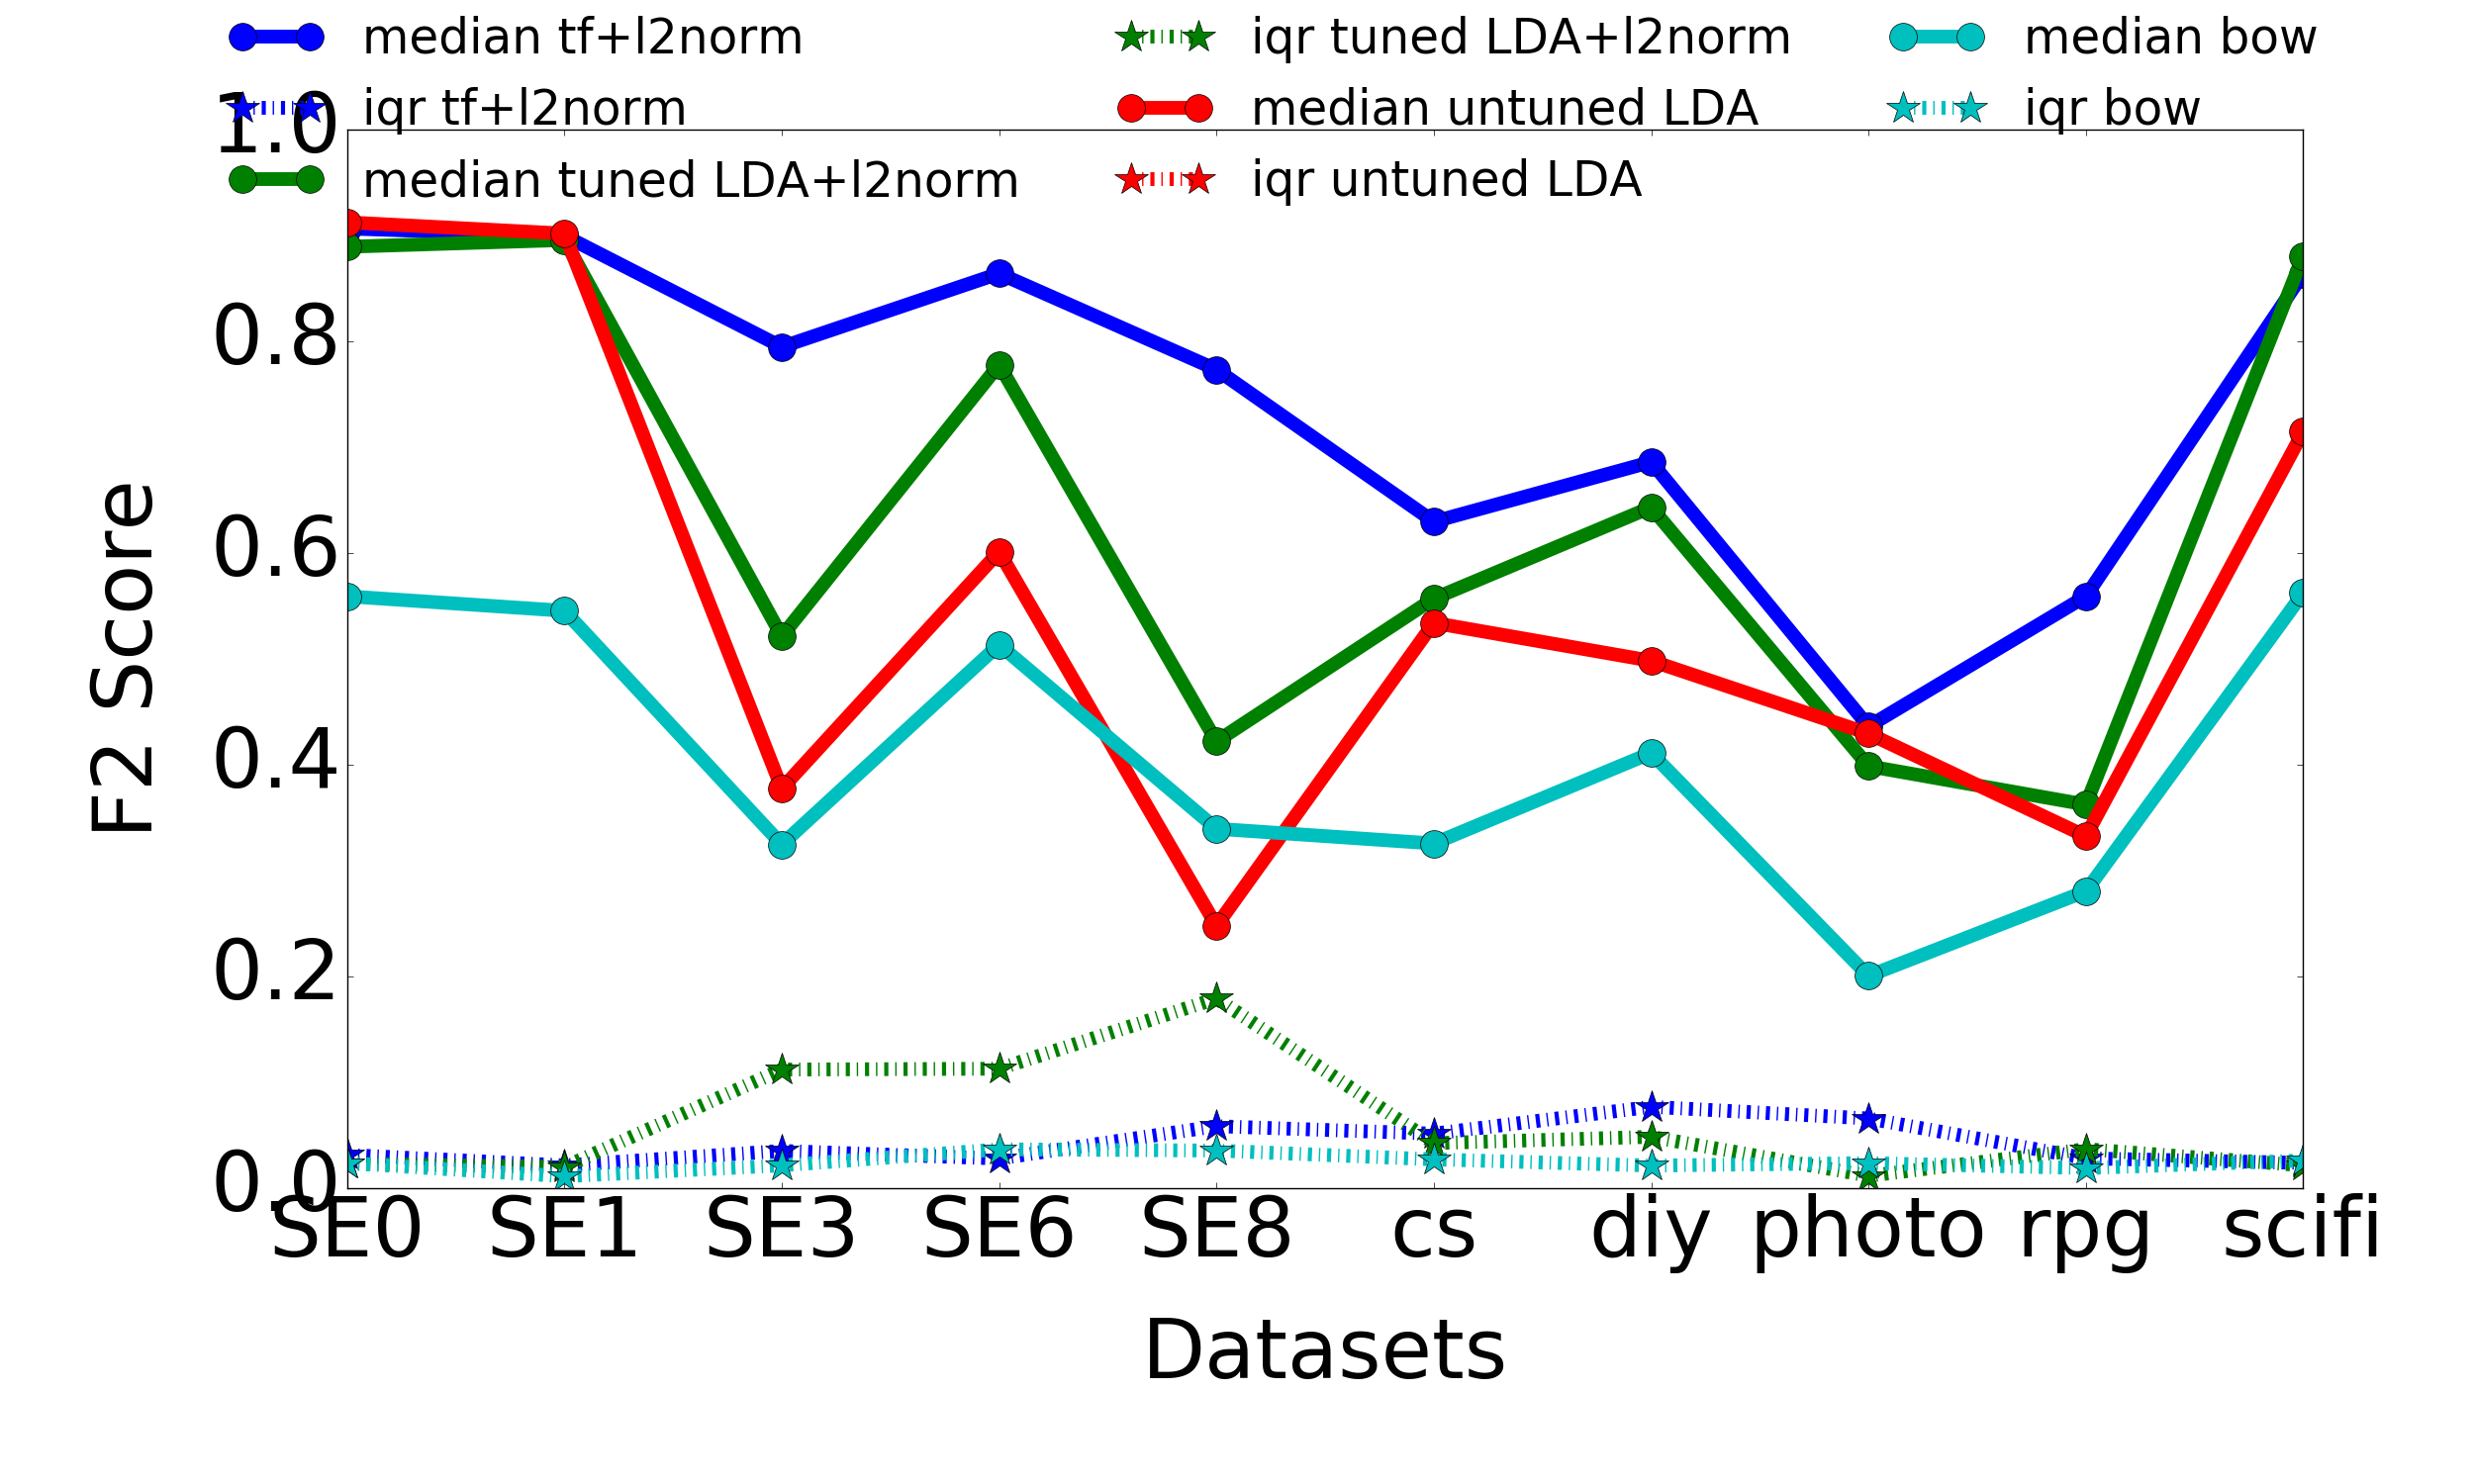 median tf+l2norm
iqr tf+l2norm
median tuned LDA+l2norm
iqr tuned LDA+l2norm
median untuned LDA
iqr untuned LDA
median bow
iqr bow
1.0
0.8
0.6
0.4
0.2
0.0
F2 Score
SE0 SE1 SE3 SE6 SE8 cs diy photo rpg scifi
Datasets